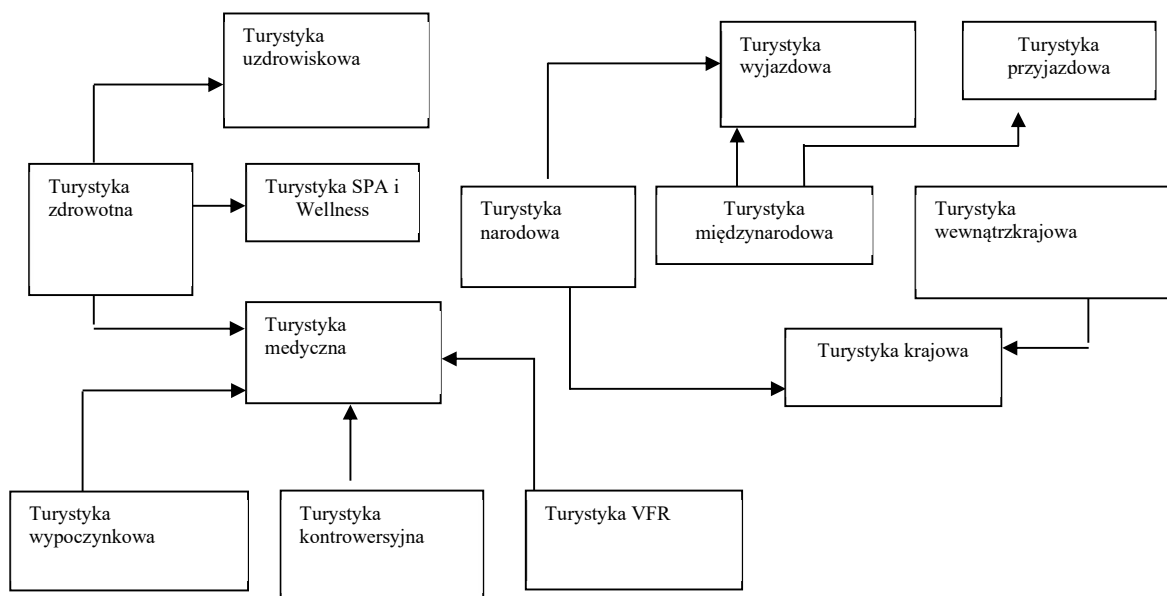 Turystyka
uzdrowiskowa
Turystyka
wyjazdowa
Turystyka
przyjazdowa
Turystyka
zdrowotna
Turystyka SPA i
Wellness
Turystyka
narodowa
Turystyka
międzynarodowa
Turystyka
wewnątrzkrajowa
Turystyka
medyczna
Turystyka krajowa
Turystyka
wypoczynkowa
Turystyka
kontrowersyjna
Turystyka VFR